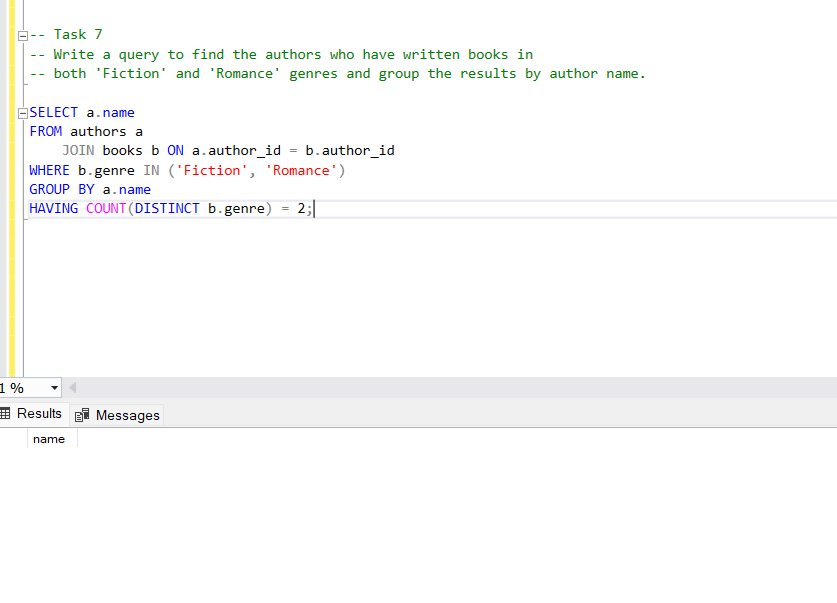 -- Task 7
-- Write a query to find the authors who have written books in
-- both 'Fiction' and 'Romance' genres and group the results by author name.
SELECT a.name
FROM authors a
JOIN books b ON a.author_id = b.author_id
WHERE b.genre IN ('Fiction', 'Romance')
GROUP BY a.name
HAVING COUNT(DISTINCT b.genre) = 2;
1 %
Results Messages
name